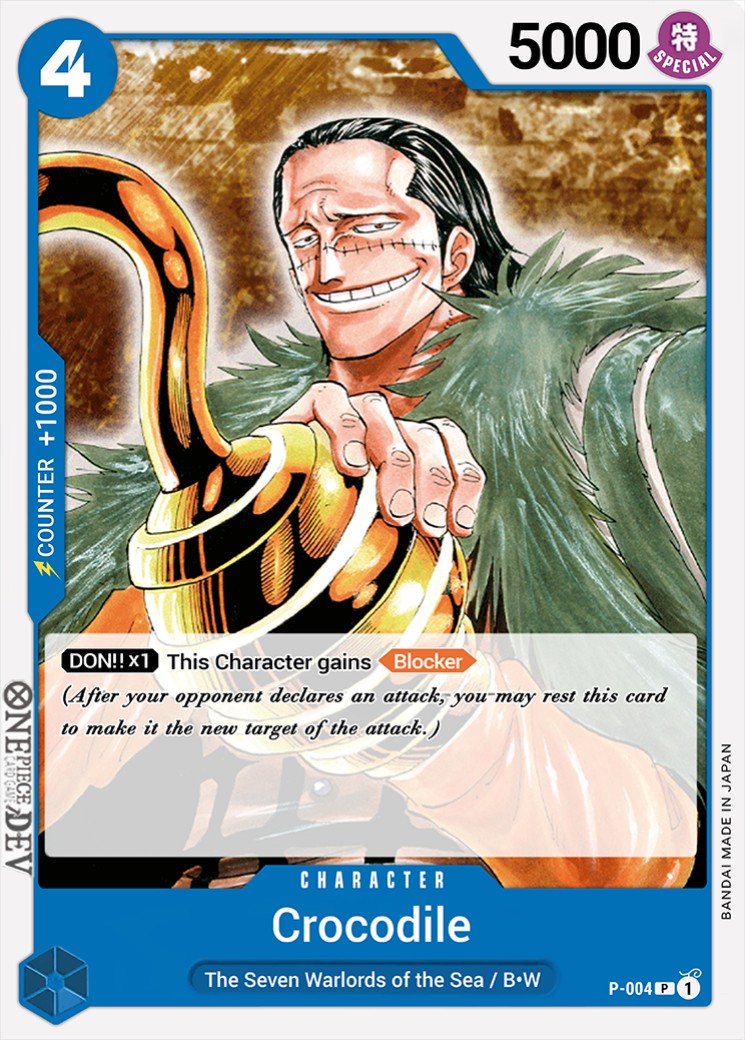 4
5000
特
SPECIAL
COUNTER +1000
DON!! x1 This Character gains Blocker
(After your opponent declares an attack, you may rest this card
to make it the new target of the attack.)
ONE PIECE
CARD GAME
/DEV
BANDAI MADE IN JAPAN
CHARACTER
Crocodile
The Seven Warlords of the Sea / B•W
P-004 P 1